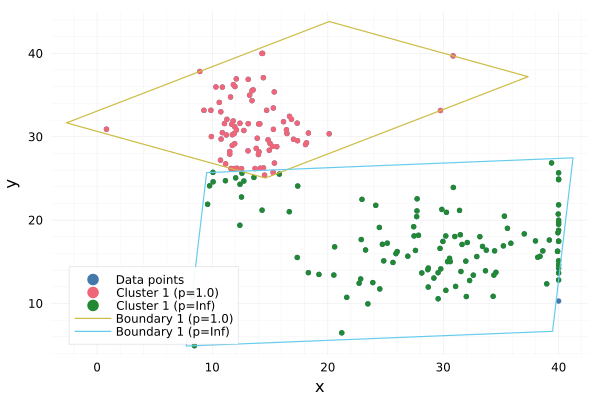 40
30
20
10
y
Data points
Cluster 1 (p=1.0)
Cluster 1 (p=Inf)
Boundary 1 (p=1.0)
Boundary 1 (p=Inf)
0 10 20 30 40
x